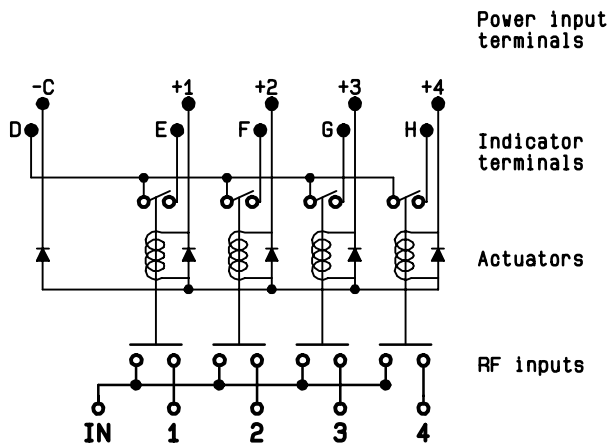 Power input
terminals
-C +1 +2 +3 +4
D E F G H
Indicator
terminals
Actuators
RF inputs
IN 1 2 3 4